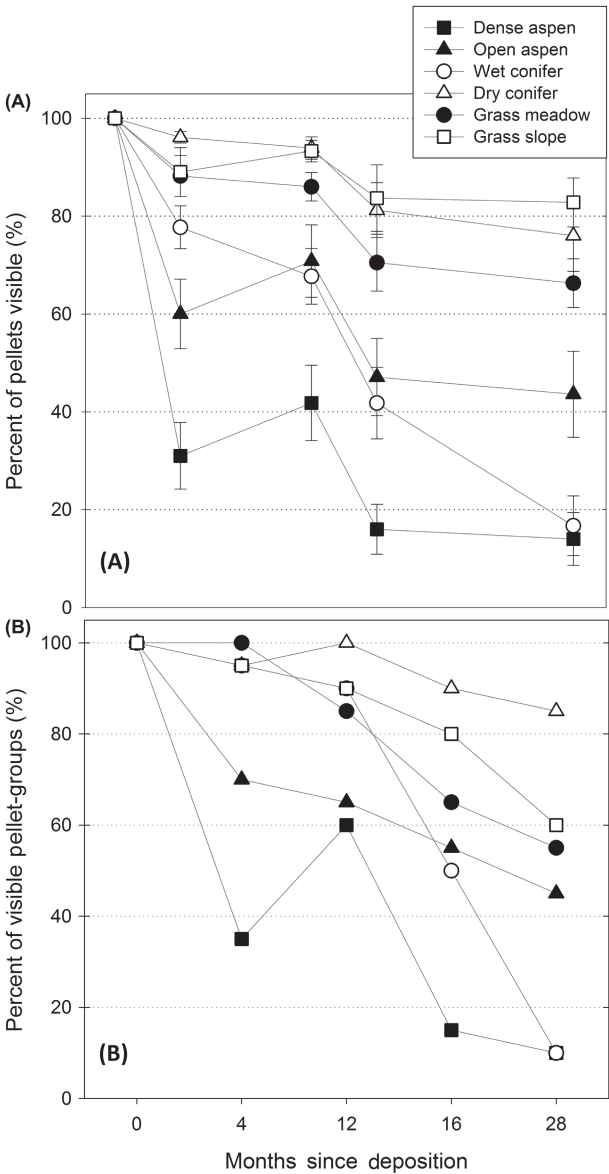 Dense aspen
Open aspen
Wet conifer
Dry conifer
Grass meadow
Grass slope
(A)
100
80
60
40
20
0
Percent of pellets visible (%)
(A)
(B)
100
80
60
40
20
0
Percent of visible pellet-groups (%)
(B)
0 4 12 16 28
Months since deposition